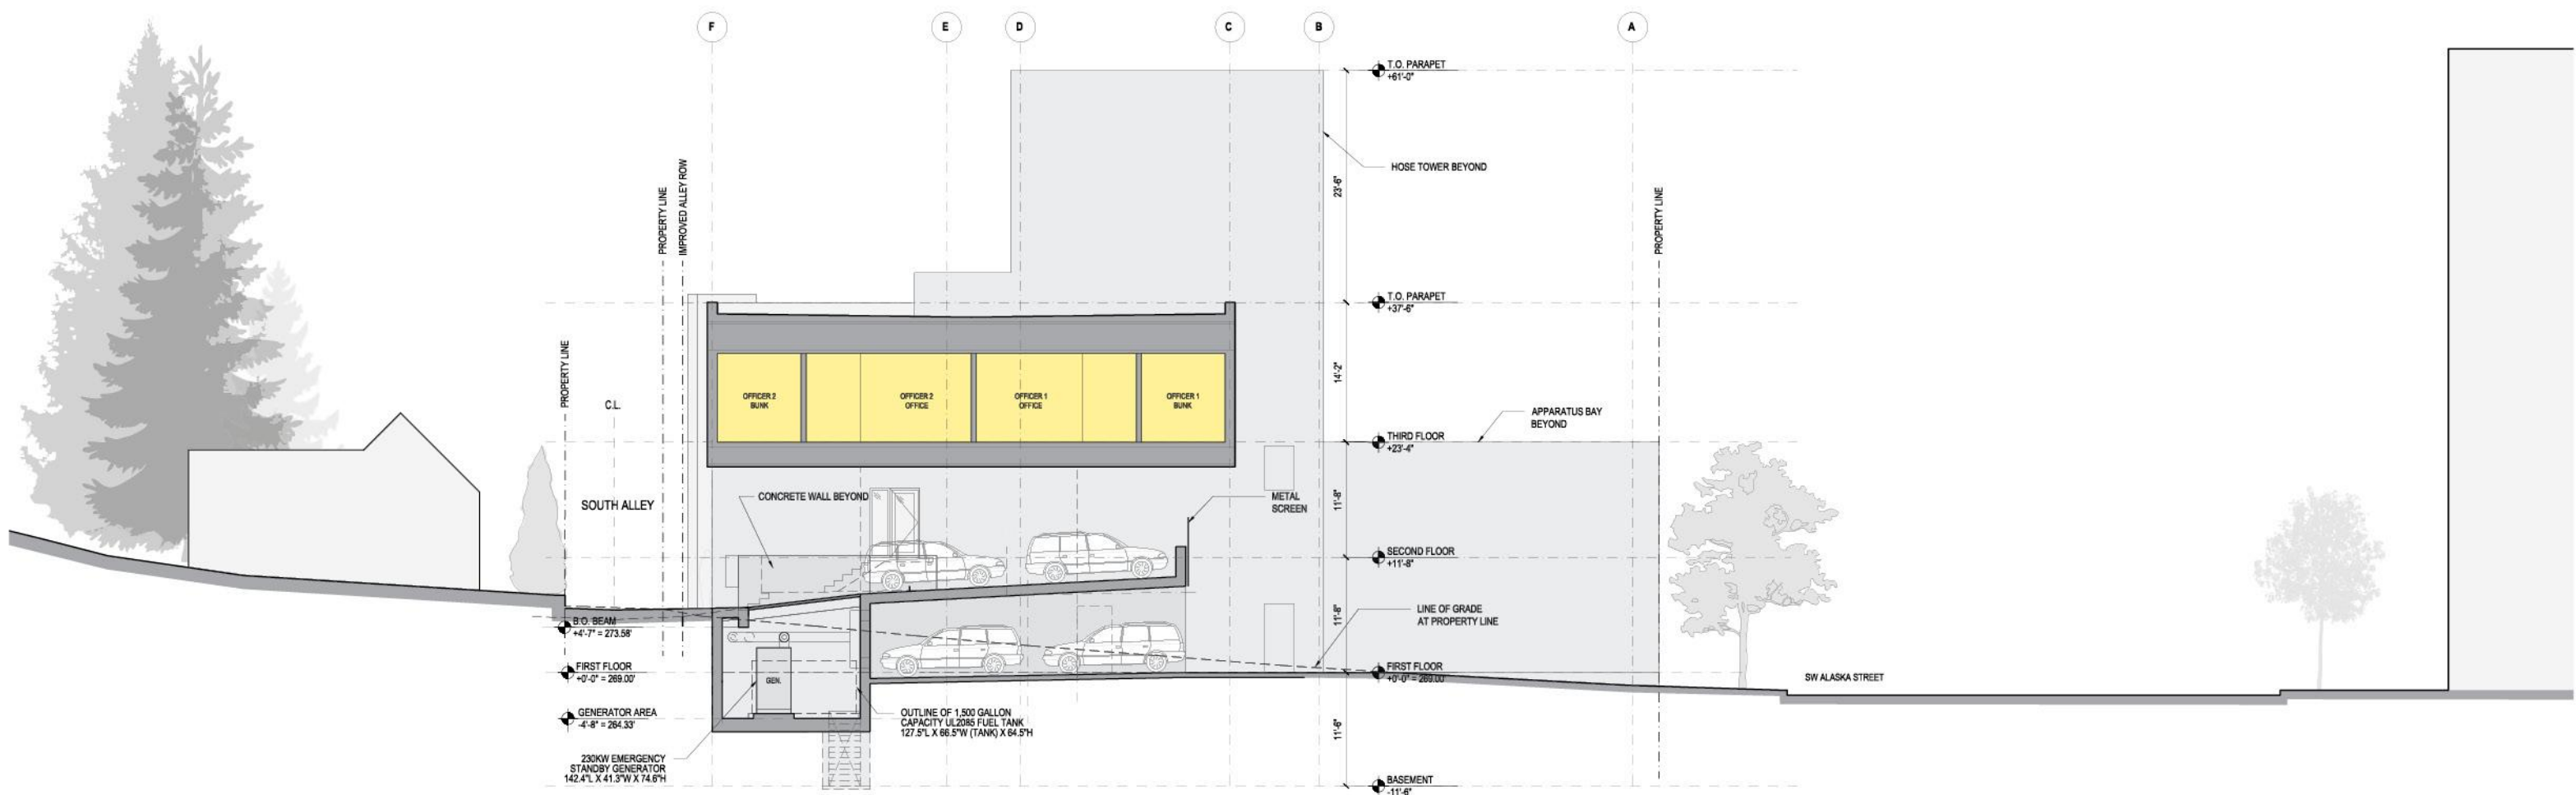 F
E
D
C
B
A
T.O. PARAPET
+61'-0"
HOSE TOWER BEYOND
23'-6"
PROPERTY LINE
IMPROVED ALLEY ROW
PROPERTY LINE
T.O. PARAPET
+37'-6"
14'-2"
PROPERTY LINE
C.L.
OFFICER 2
BUNK
OFFICER 2
OFFICE
OFFICER 1
OFFICE
OFFICER 1
BUNK
APPARATUS BAY
BEYOND
THIRD FLOOR
+23'-4"
SOUTH ALLEY
CONCRETE WALL BEYOND
METAL
SCREEN
11'-8"
SECOND FLOOR
+11'-8"
11'-8"
LINE OF GRADE
AT PROPERTY LINE
B.O. BEAM
+4'-7" = 273.58'
FIRST FLOOR
+0'-0" = 269.00'
GEN.
FIRST FLOOR
+0'-0" = 269.00'
SW ALASKA STREET
GENERATOR AREA
-4'-8" = 264.33'
OUTLINE OF 1,500 GALLON
CAPACITY UL2085 FUEL TANK
127.5"L X 66.5"W (TANK) X 64.5"H
11'-6"
230KW EMERGENCY
STANDBY GENERATOR
142.4"L X 41.3"W X 74.6"H
BASEMENT
-11'-6"